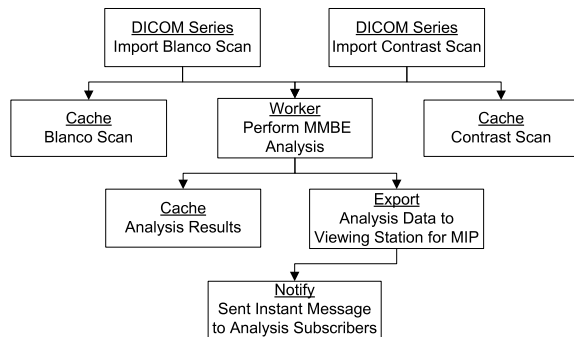 DICOM Series
Import Blanco Scan
DICOM Series
Import Contrast Scan
Cache
Blanco Scan
Worker
Perform MMBE
Analysis
Cache
Contrast Scan
Cache
Analysis Results
Export
Analysis Data to
Viewing Station for MIP
Notify
Sent Instant Message
to Analysis Subscribers